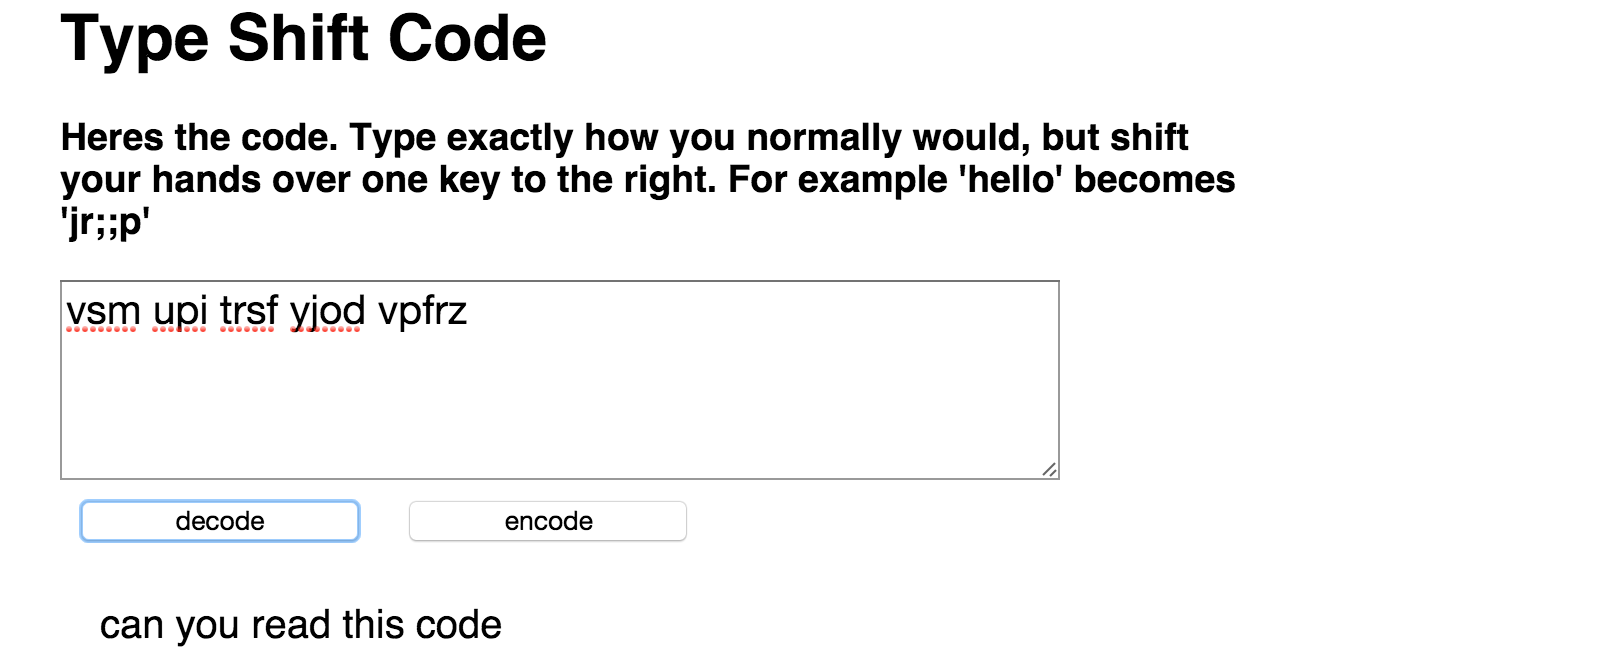 Type Shift Code
Heres the code. Type exactly how you normally would, but shift
your hands over one key to the right. For example 'hello' becomes
'jr;;p'
vsm upi trsf yjod vpfrz
decode encode
can you read this code